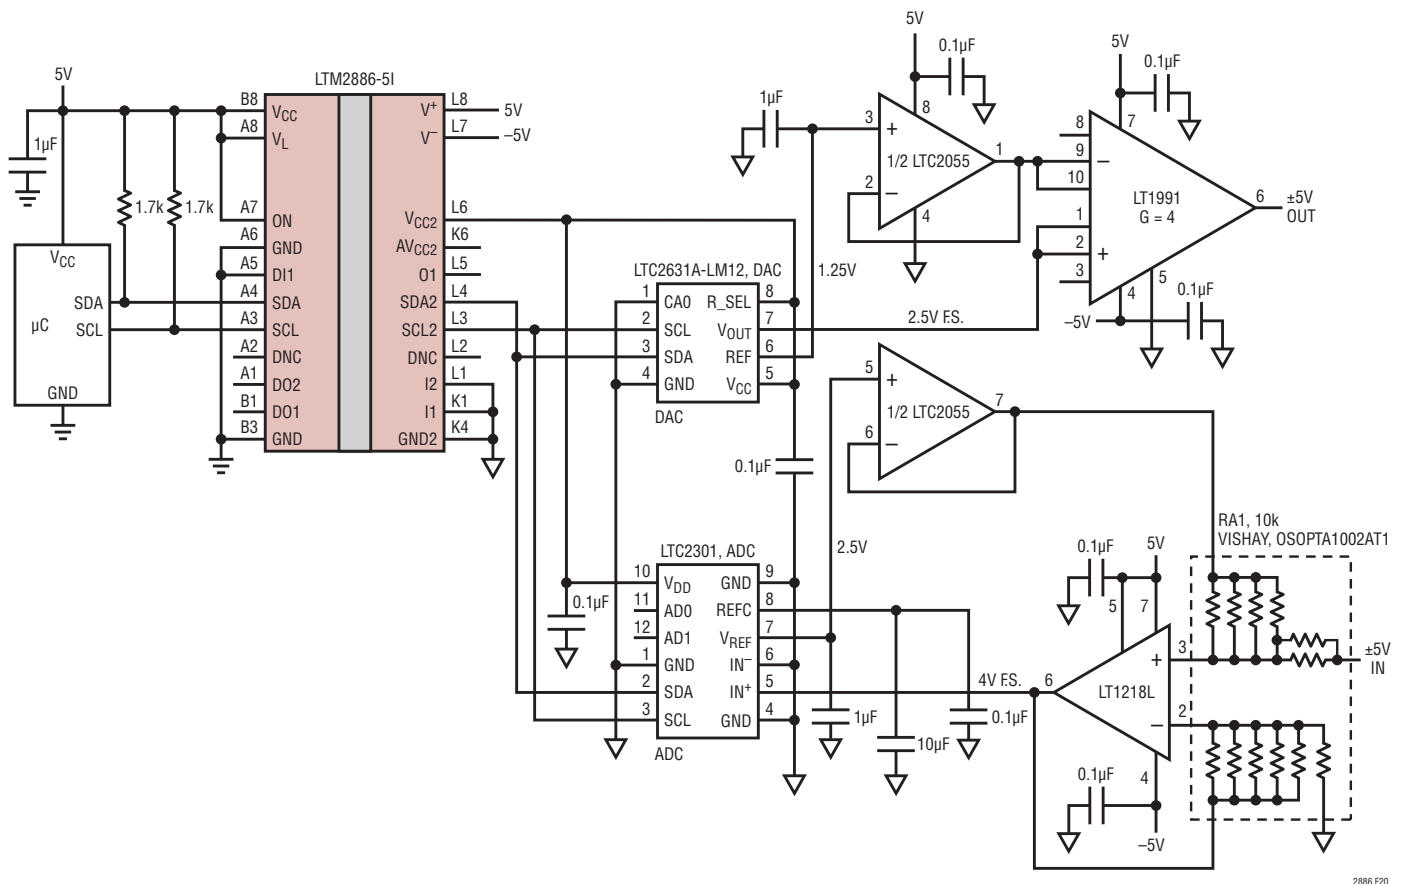 5V
1µF
1.7k
1.7k
VCC
SDA
SCL
µC
GND
LTM2886-5I
B8 VCC
A8 VL
A7 ON
A6 GND
A5 DI1
A4 SDA
A3 SCL
A2 DNC
A1 DO2
B1 DO1
B3 GND
V+ L8 5V
V– L7 –5V
VCC2 L6
AVCC2 K6
O1 L5
SDA2 L4
SCL2 L3
DNC L2
I2 L1
I1 K1
GND2 K4
LTC2631A-LM12, DAC
1 CA0 R_SEL 8
2 SCL VOUT 7
3 SDA REF 6
4 GND VCC 5
DAC
0.1µF
LTC2301, ADC
10 VDD GND 9
11 AD0 REFC 8
12 AD1 VREF 7
1 GND IN– 6
2 SDA IN+ 5
3 SCL GND 4
ADC
0.1µF
1µF
10µF
0.1µF
1.25V
2.5V
2.5V F.S.
4V F.S.
1µF
5V
0.1µF
3 + 8
1/2 LTC2055 1
2 – 4
5V
0.1µF
8 7
9 –
10
LT1991
G = 4
1
2 +
3
4 5
–5V
0.1µF
6 ±5V
OUT
5 +
1/2 LTC2055 7
6 –
RA1, 10k
VISHAY, OSOPTA1002AT1
0.1µF
5V
5 7
+ 3
±5V
IN
6 LT1218L
– 2
4
0.1µF
–5V
2886 F20